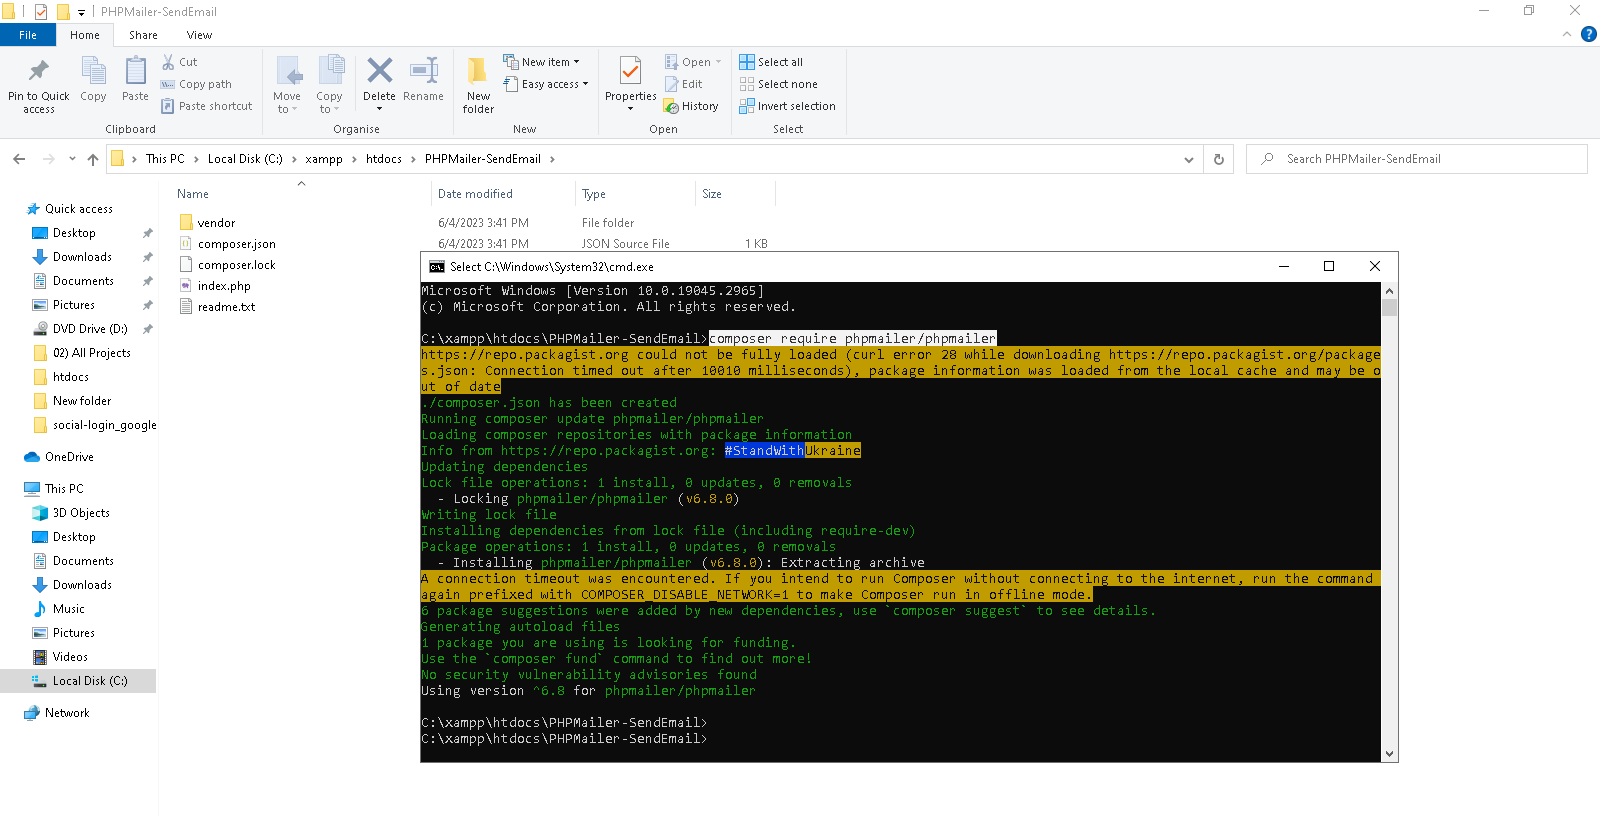 PHPMailer-SendEmail
File Home Share View
Pin to Quick access
Copy
Paste
Cut
Copy path
Paste shortcut
Clipboard
Move to
Copy to
Delete
Rename
Organise
New folder
New item
Easy access
New
Properties
Open
Edit
History
Open
Select all
Select none
Invert selection
Select
This PC > Local Disk (C:) > xampp > htdocs > PHPMailer-SendEmail >
Search PHPMailer-SendEmail
Quick access
Desktop
Downloads
Documents
Pictures
DVD Drive (D:)
02) All Projects
htdocs
New folder
social-login_google
OneDrive
This PC
3D Objects
Desktop
Documents
Downloads
Music
Pictures
Videos
Local Disk (C:)
Network
Name Date modified Type Size
vendor 6/4/2023 3:41 PM File folder
composer.json 6/4/2023 3:41 PM JSON Source File 1 KB
composer.lock
index.php
readme.txt
Select C:\Windows\System32\cmd.exe
Microsoft Windows [Version 10.0.19045.2965]
(c) Microsoft Corporation. All rights reserved.
C:\xampp\htdocs\PHPMailer-SendEmail>composer require phpmailer/phpmailer
https://repo.packagist.org could not be fully loaded (curl error 28 while downloading https://repo.packagist.org/package
s.json: Connection timed out after 10010 milliseconds), package information was loaded from the local cache and may be o
ut of date
./composer.json has been created
Running composer update phpmailer/phpmailer
Loading composer repositories with package information
Info from https://repo.packagist.org: #StandWithUkraine
Updating dependencies
Lock file operations: 1 install, 0 updates, 0 removals
- Locking phpmailer/phpmailer (v6.8.0)
Writing lock file
Installing dependencies from lock file (including require-dev)
Package operations: 1 install, 0 updates, 0 removals
- Installing phpmailer/phpmailer (v6.8.0): Extracting archive
A connection timeout was encountered. If you intend to run Composer without connecting to the internet, run the command
again prefixed with COMPOSER_DISABLE_NETWORK=1 to make Composer run in offline mode.
6 package suggestions were added by new dependencies, use `composer suggest` to see details.
Generating autoload files
1 package you are using is looking for funding.
Use the `composer fund` command to find out more!
No security vulnerability advisories found
Using version ^6.8 for phpmailer/phpmailer
C:\xampp\htdocs\PHPMailer-SendEmail>
C:\xampp\htdocs\PHPMailer-SendEmail>